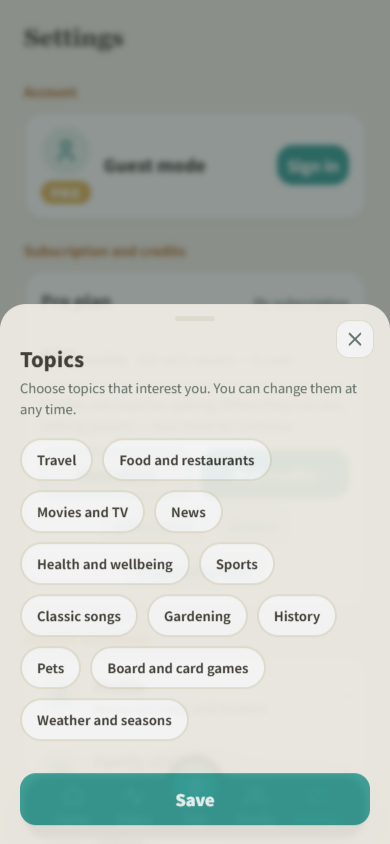 Settings
Account
Guest mode
Sign in
Subscription and credits
Pro plan
Topics
Choose topics that interest you. You can change them at
any time.
Travel
Food and restaurants
Movies and TV
News
Health and wellbeing
Sports
Classic songs
Gardening
History
Pets
Board and card games
Weather and seasons
Save